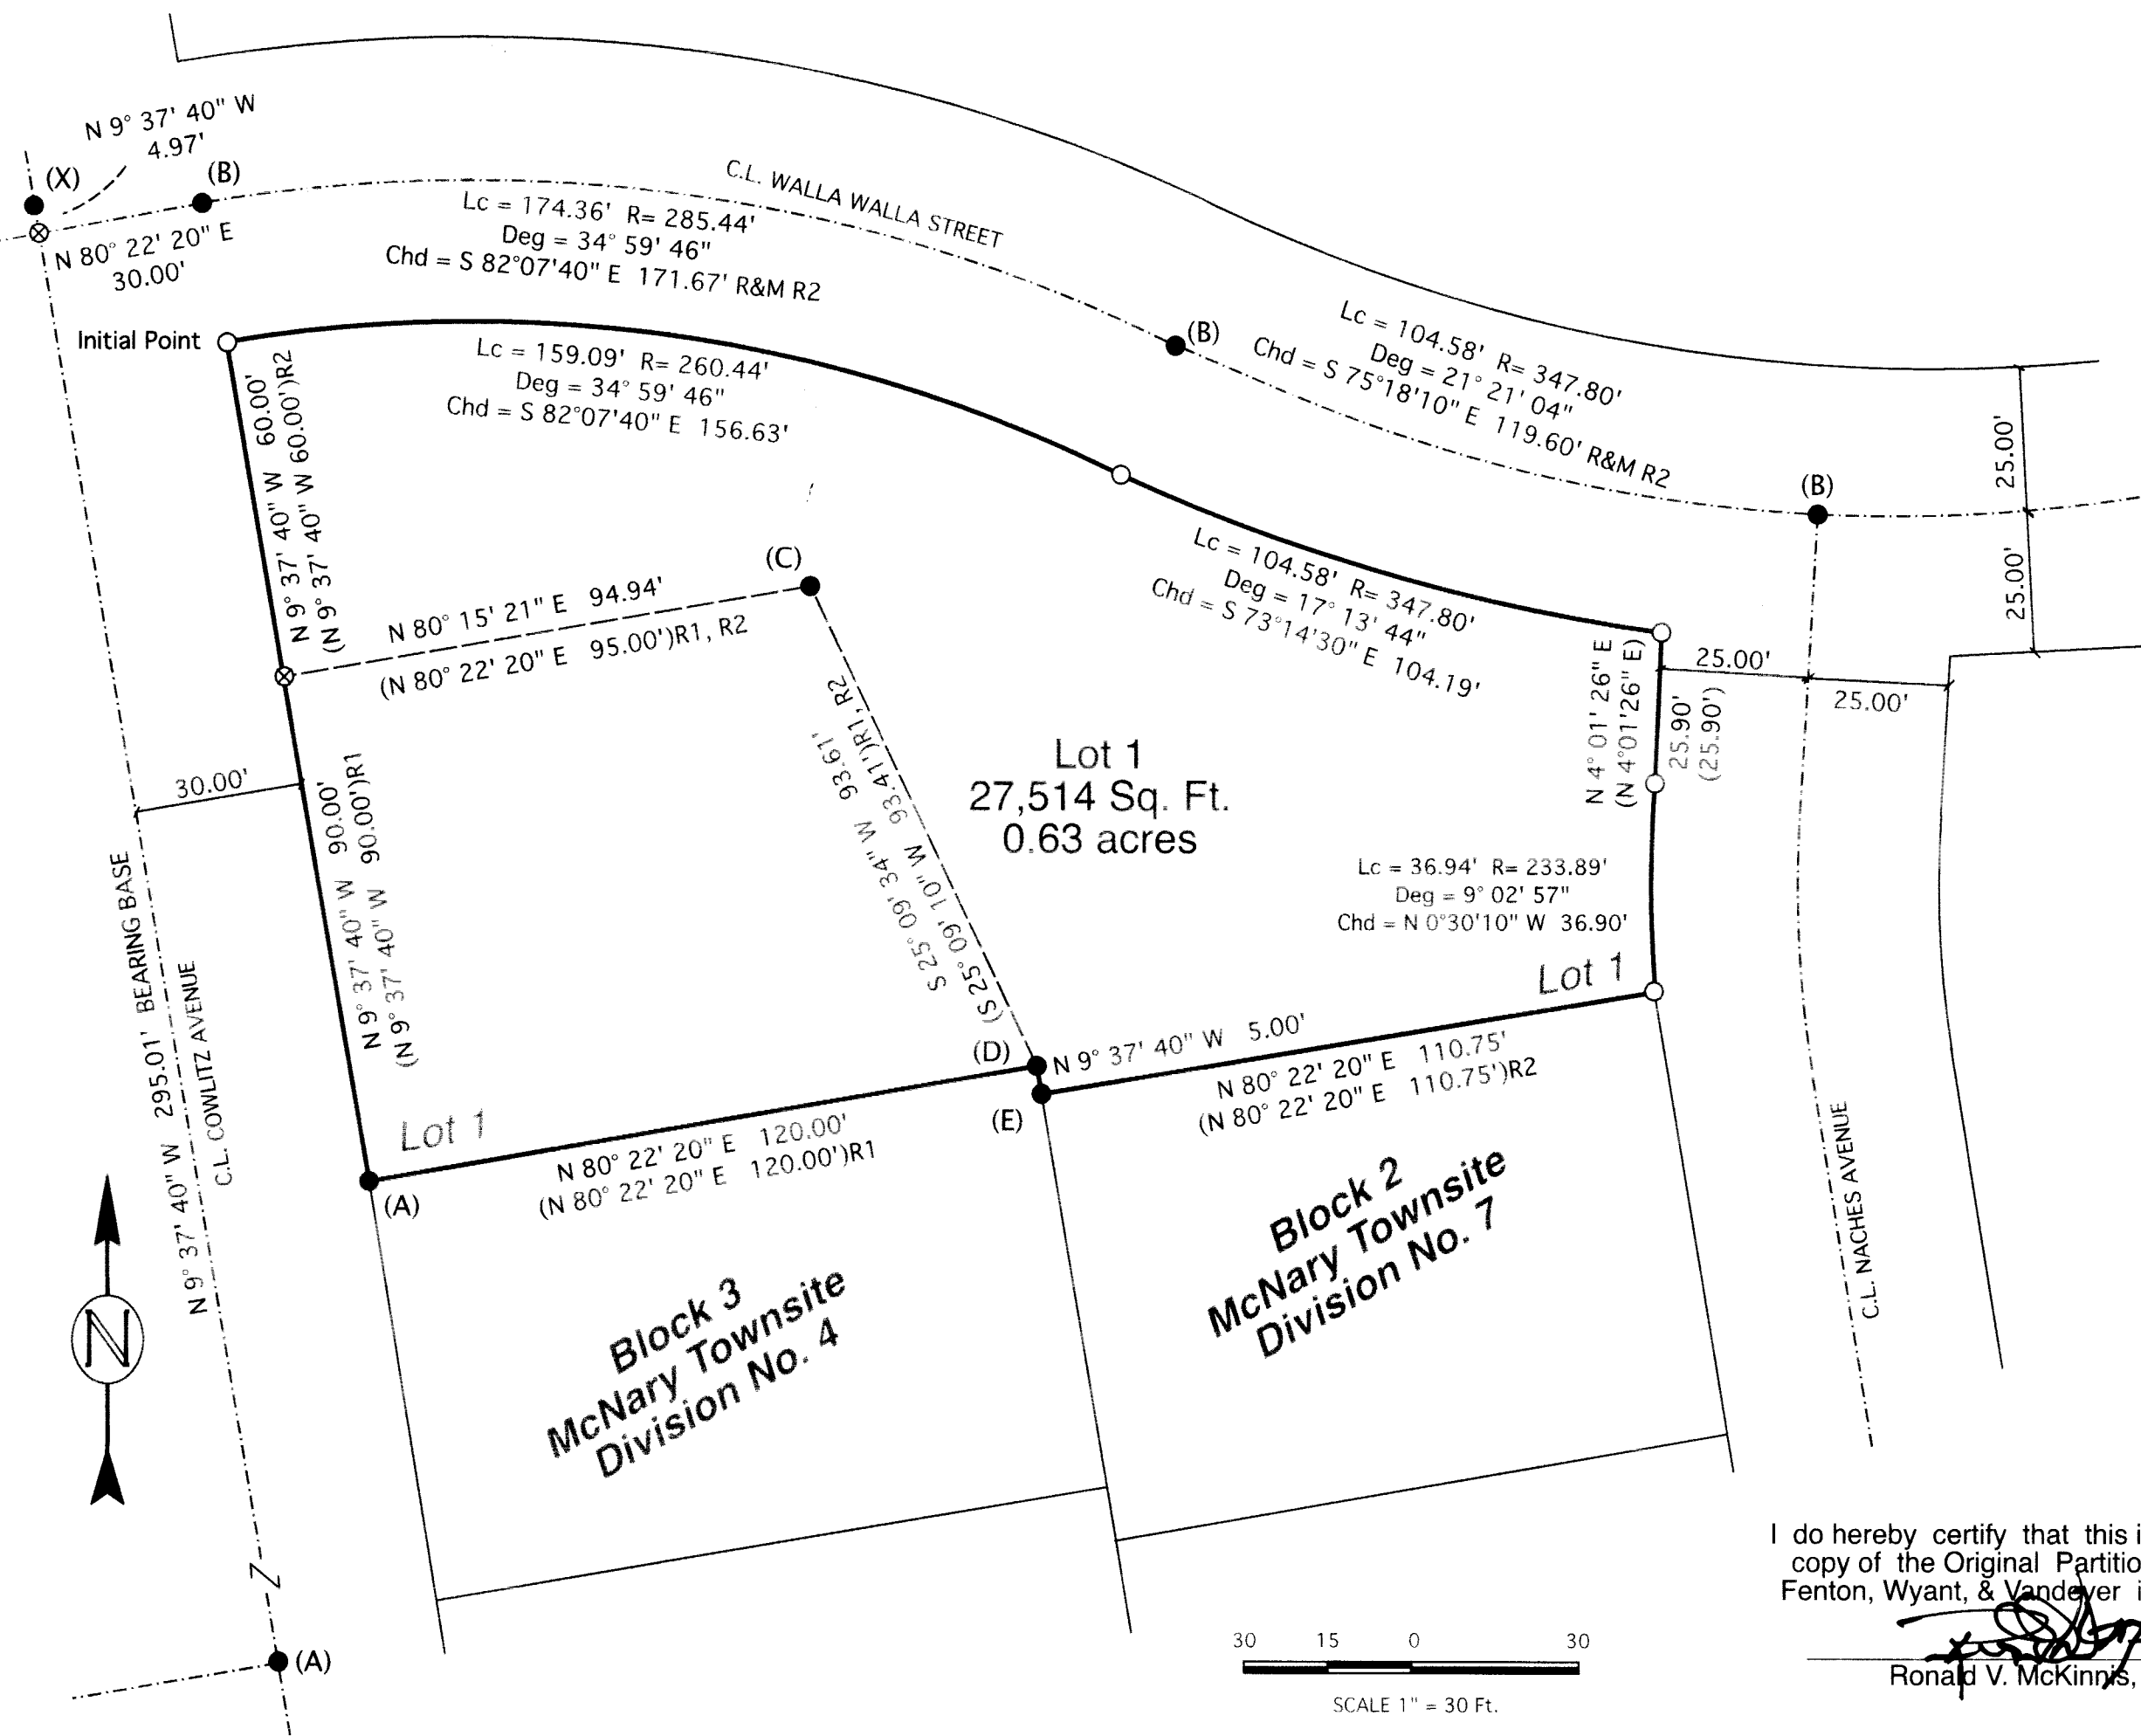 N 9° 37' 40" W
4.97'
(X)
(B)
N 80° 22' 20" E
30.00'
C.L. WALLA WALLA STREET
Lc = 174.36' R= 285.44'
Deg = 34° 59' 46"
Chd = S 82°07'40" E 171.67' R&M R2
Initial Point
Lc = 159.09' R= 260.44'
Deg = 34° 59' 46"
Chd = S 82°07'40" E 156.63'
(B)
Lc = 104.58' R= 347.80'
Deg = 21° 21' 04"
Chd = S 75°18'10" E 119.60' R&M R2
(B)
25.00'
25.00'
N 9° 37' 40" W 60.00'
(N 9° 37' 40" W 60.00')R2
(C)
N 80° 15' 21" E 94.94'
(N 80° 22' 20" E 95.00')R1, R2
Lc = 104.58' R= 347.80'
Deg = 17° 13' 44"
Chd = S 73°14'30" E 104.19'
N 4° 01' 26" E
(N 4°01'26" E)
25.90'
(25.90')
25.00'
25.00'
S 25° 09' 34" W 93.61'
(S 25° 09' 10" W 93.41')R1, R2
Lot 1
27,514 Sq. Ft.
0.63 acres
30.00'
N 9° 37' 40" W 90.00'
(N 9° 37' 40" W 90.00')R1
N 9° 37' 40" W 295.01' BEARING BASE
C.L. COWLITZ AVENUE
Lc = 36.94' R= 233.89'
Deg = 9° 02' 57"
Chd = N 0°30'10" W 36.90'
Lot 1
(D)
N 9° 37' 40" W 5.00'
(E)
N 80° 22' 20" E 110.75'
(N 80° 22' 20" E 110.75')R2
Lot 1
(A)
N 80° 22' 20" E 120.00'
(N 80° 22' 20" E 120.00')R1
C.L. NACHES AVENUE
Block 2
McNary Townsite
Division No. 7
Block 3
McNary Townsite
Division No. 4
N
(A)
30 15 0 30
SCALE 1" = 30 Ft.
I do hereby certify that this i
copy of the Original Partitio
Fenton, Wyant, & Vandever i
Ronald V. McKinnis,